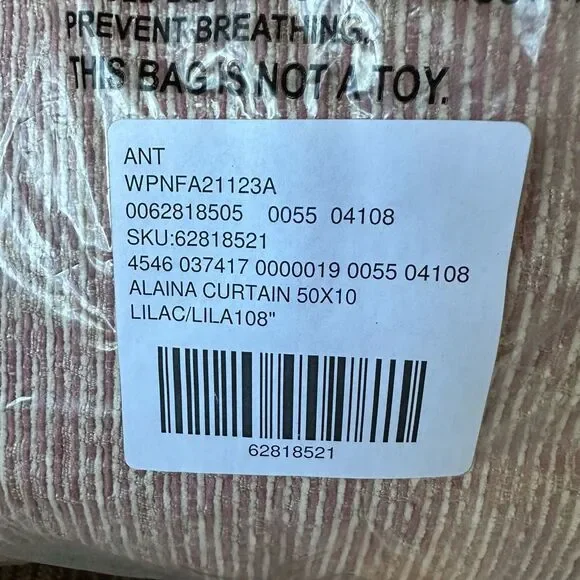 PREVENT BREATHING.
THIS BAG IS NOT A TOY.
ANT
WPNFA21123A
0062818505 0055 04108
SKU:62818521
4546 037417 0000019 0055 04108
ALAINA CURTAIN 50X10
LILAC/LILA108"
62818521